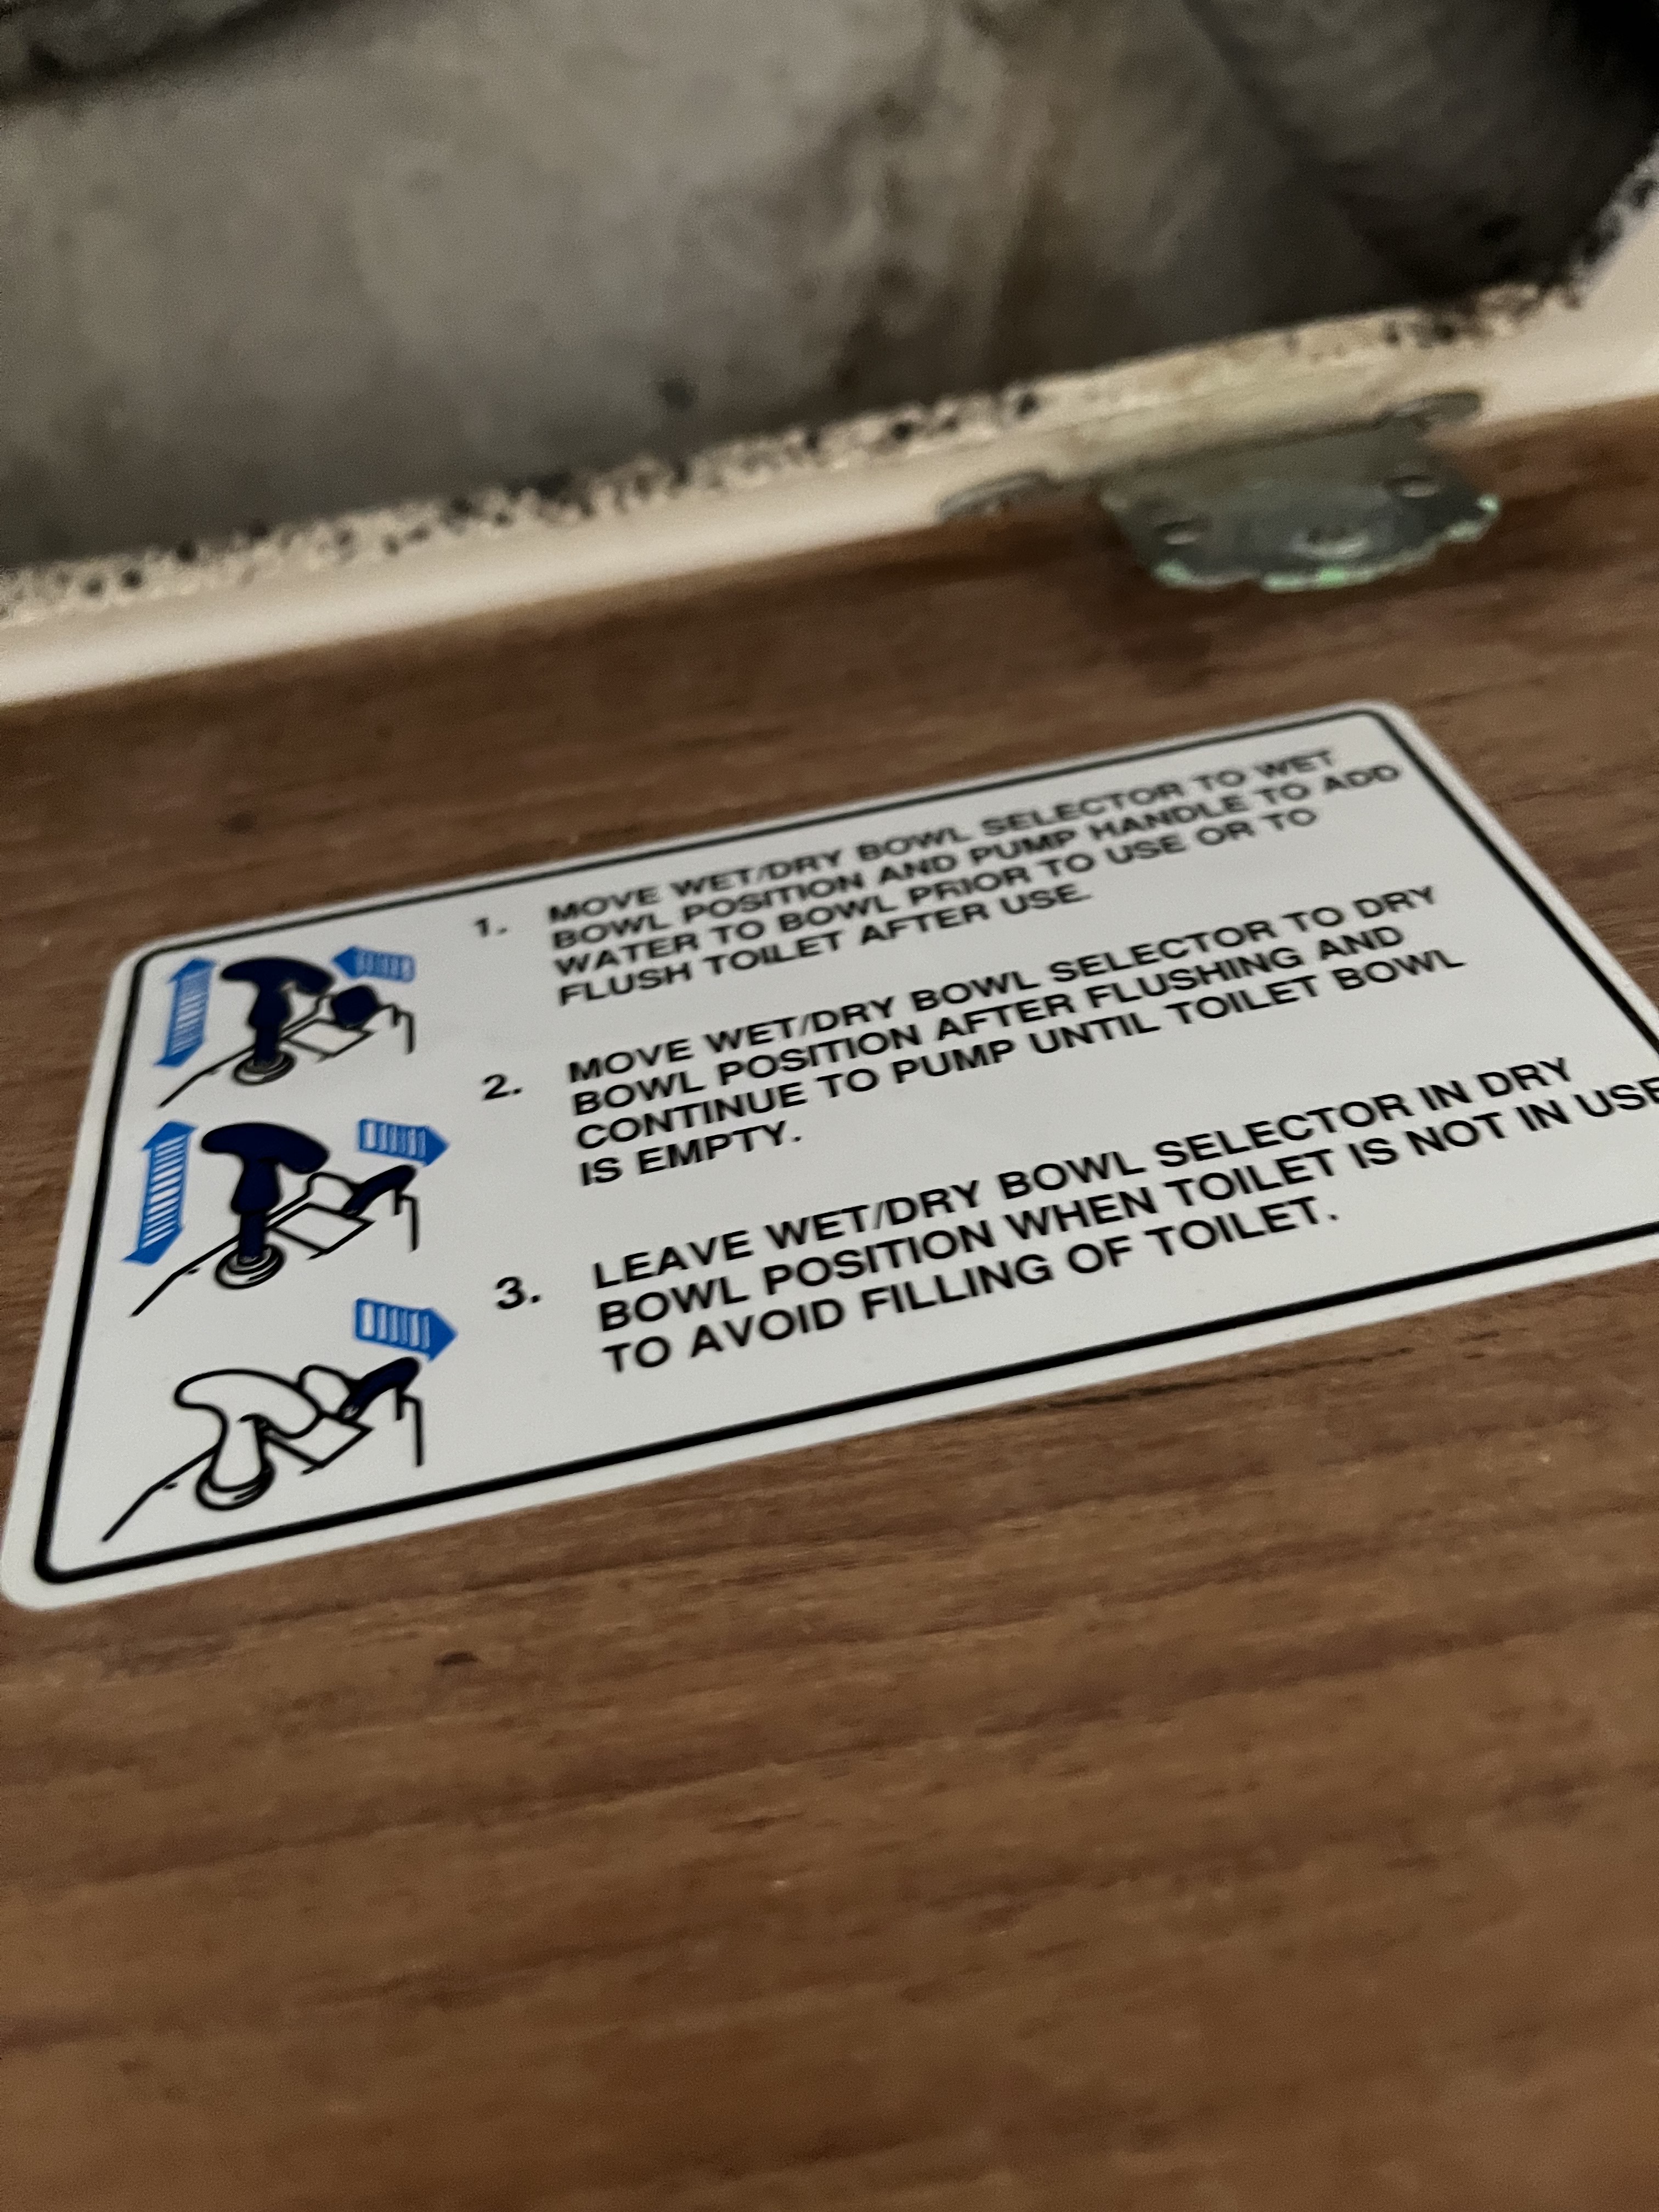 1. MOVE WET/DRY BOWL SELECTOR TO WET
BOWL POSITION AND PUMP HANDLE TO ADD
WATER TO BOWL PRIOR TO USE OR TO
FLUSH TOILET AFTER USE.
2. MOVE WET/DRY BOWL SELECTOR TO DRY
BOWL POSITION AFTER FLUSHING AND
CONTINUE TO PUMP UNTIL TOILET BOWL
IS EMPTY.
3. LEAVE WET/DRY BOWL SELECTOR IN DRY
BOWL POSITION WHEN TOILET IS NOT IN USE
TO AVOID FILLING OF TOILET.